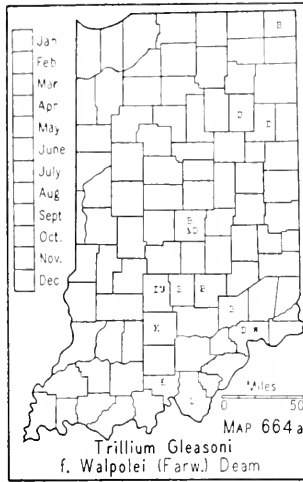 Jan
Feb
Mar
Apr
May
June
July
Aug
Sept
Oct.
Nov.
Dec
Miles
0 50
MAP 664a
Trillium Gleasoni
f. Walpolei (Farw.) Deam